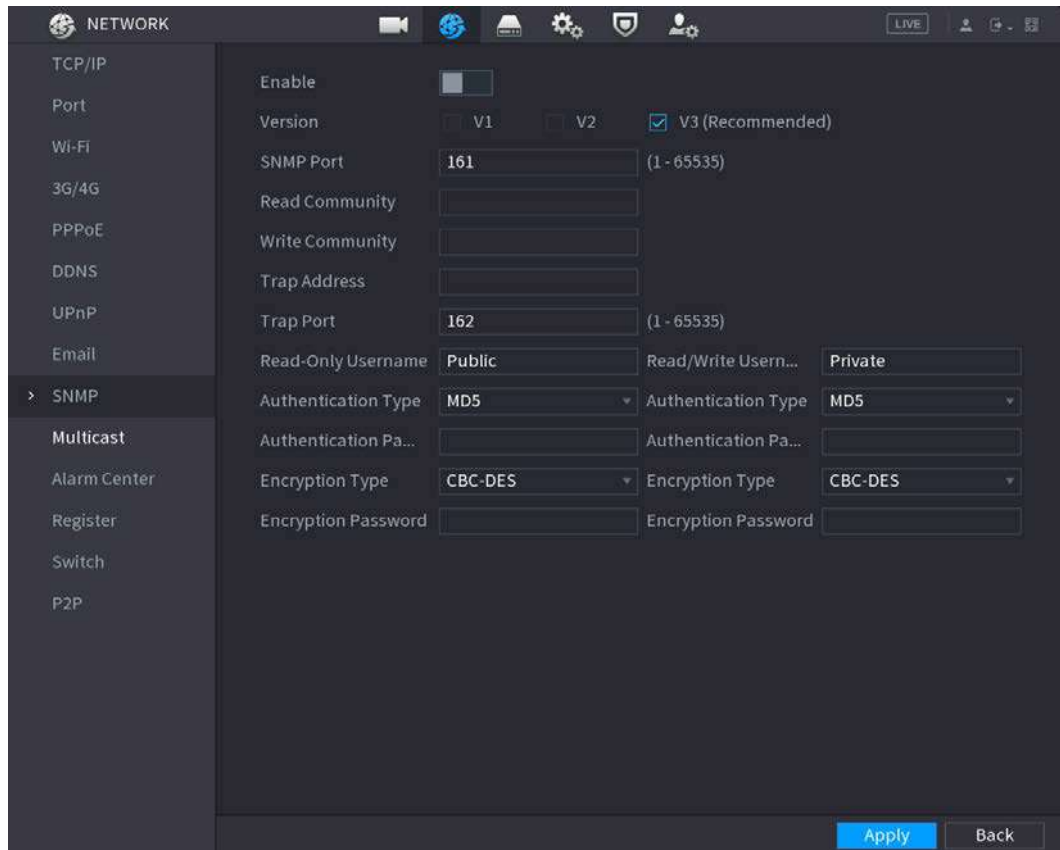 NETWORK
LIVE
TCP/IP
Port
Wi-Fi
3G/4G
PPPoE
DDNS
UPnP
Email
SNMP
Multicast
Alarm Center
Register
Switch
P2P
Enable
Version V1 V2 V3 (Recommended)
SNMP Port 161 (1 - 65535)
Read Community
Write Community
Trap Address
Trap Port 162 (1 - 65535)
Read-Only Username Public Read/Write Usern... Private
Authentication Type MD5 Authentication Type MD5
Authentication Pa... Authentication Pa...
Encryption Type CBC-DES Encryption Type CBC-DES
Encryption Password Encryption Password
Apply Back